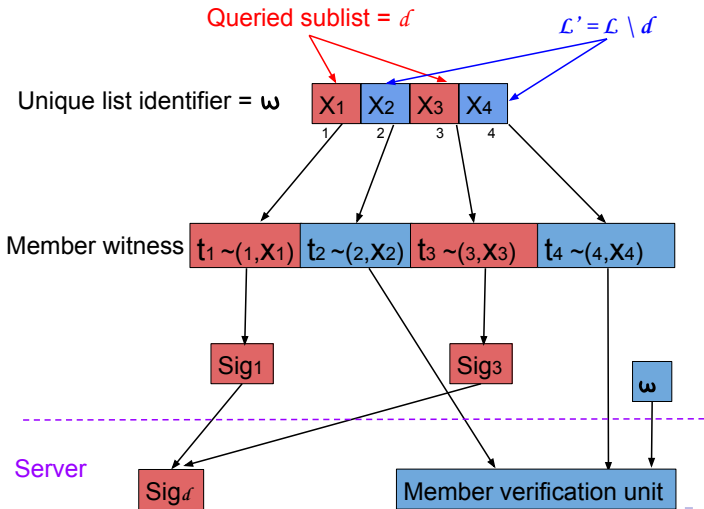 Queried sublist = d
ℒ' = ℒ \ d
Unique list identifier = ω
X1 X2 X3 X4
1 2 3 4
Member witness
t1 ~(1,X1) t2 ~(2,X2) t3 ~(3,X3) t4 ~(4,X4)
Sig1 Sig3
ω
Server
Sigd
Member verification unit